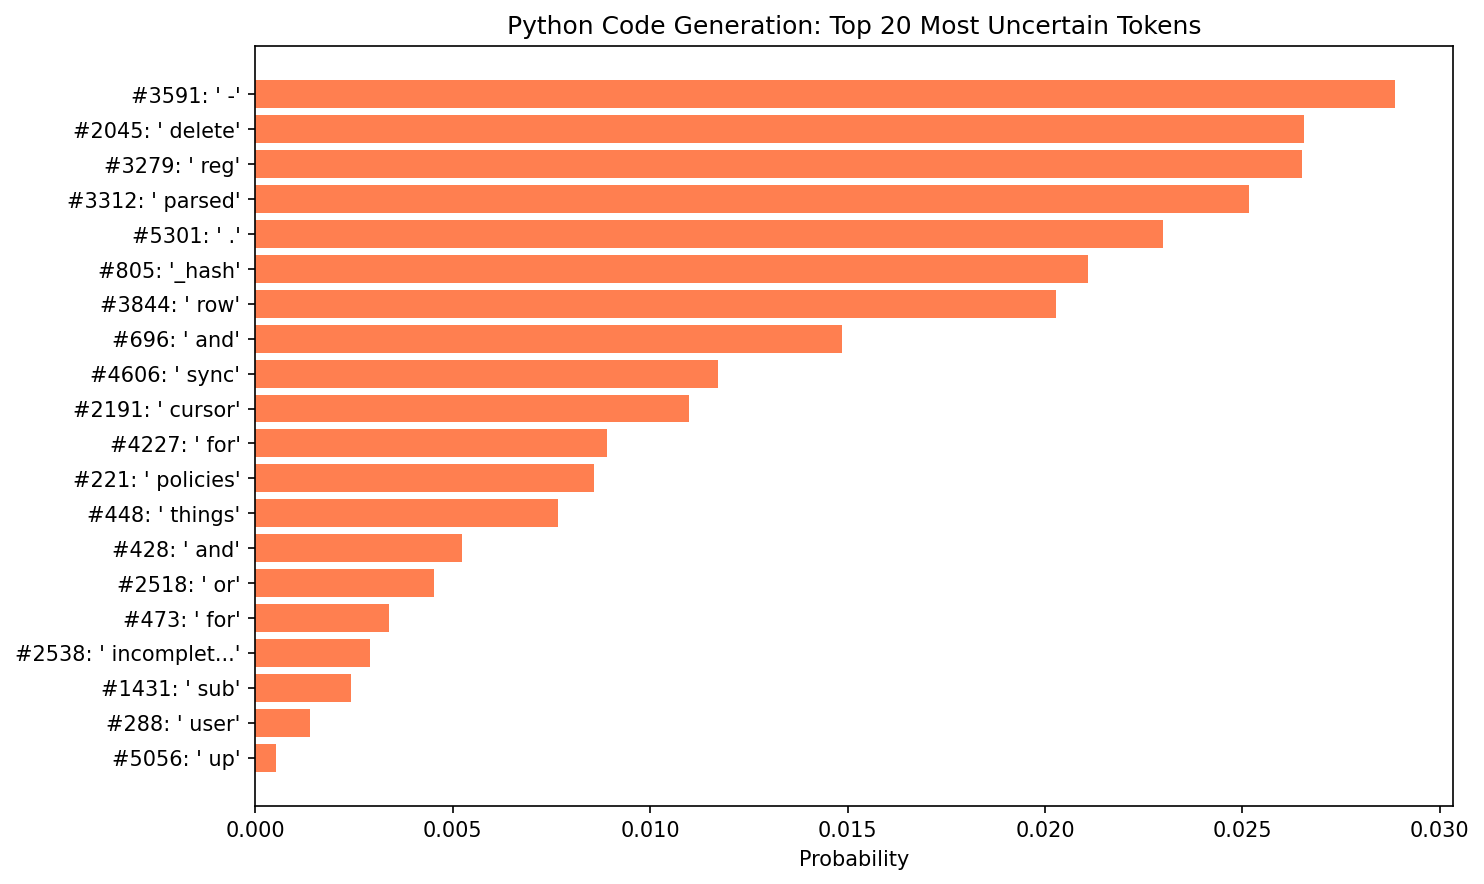 Python Code Generation: Top 20 Most Uncertain Tokens
#3591: ' -'
#2045: ' delete'
#3279: ' reg'
#3312: ' parsed'
#5301: ' .'
#805: '_hash'
#3844: ' row'
#696: ' and'
#4606: ' sync'
#2191: ' cursor'
#4227: ' for'
#221: ' policies'
#448: ' things'
#428: ' and'
#2518: ' or'
#473: ' for'
#2538: ' incomplet...'
#1431: ' sub'
#288: ' user'
#5056: ' up'
0.000 0.005 0.010 0.015 0.020 0.025 0.030
Probability